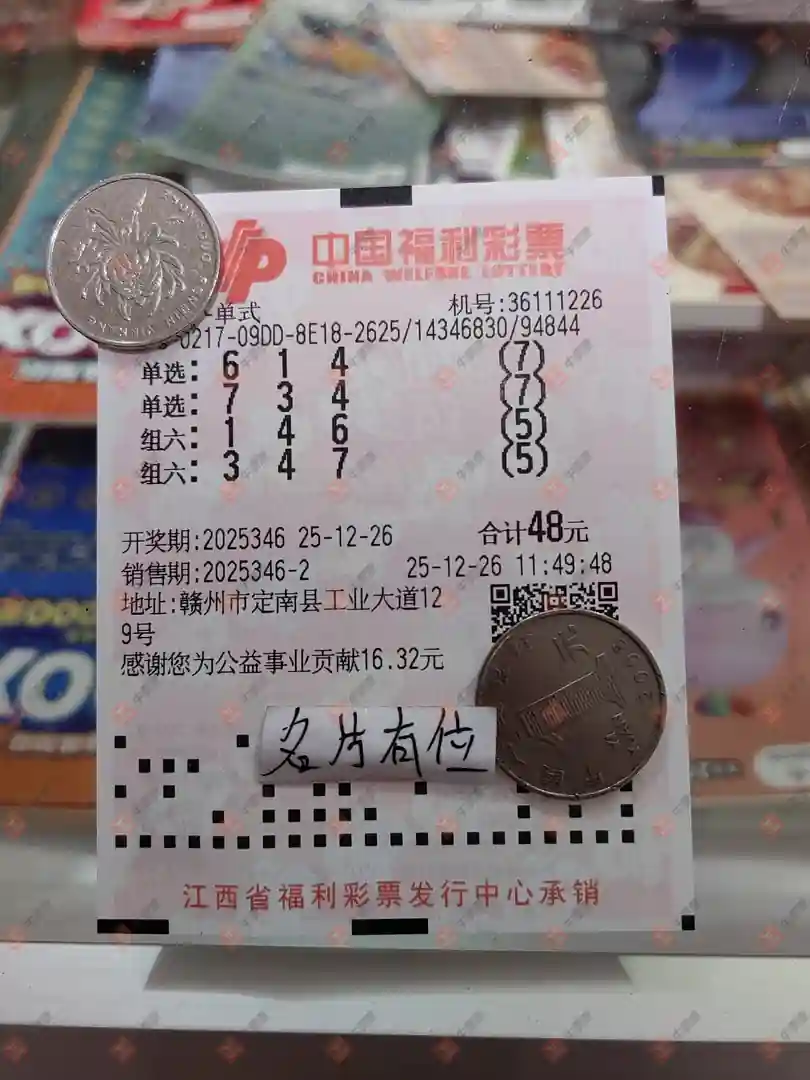 中国福利彩票
CHINA WELFARE LOTTERY
单式 机号:36111226
0217-09DD-8E18-2625/14346830/94844
单选: 6 1 4 (7)
单选: 7 3 4 (7)
组六: 1 4 6 (5)
组六: 3 4 7 (5)
开奖期:2025346 25-12-26 合计48元
销售期:2025346-2 25-12-26 11:49:48
地址:赣州市定南县工业大道12
9号
感谢您为公益事业贡献16.32元
名片有位
江西省福利彩票发行中心承销